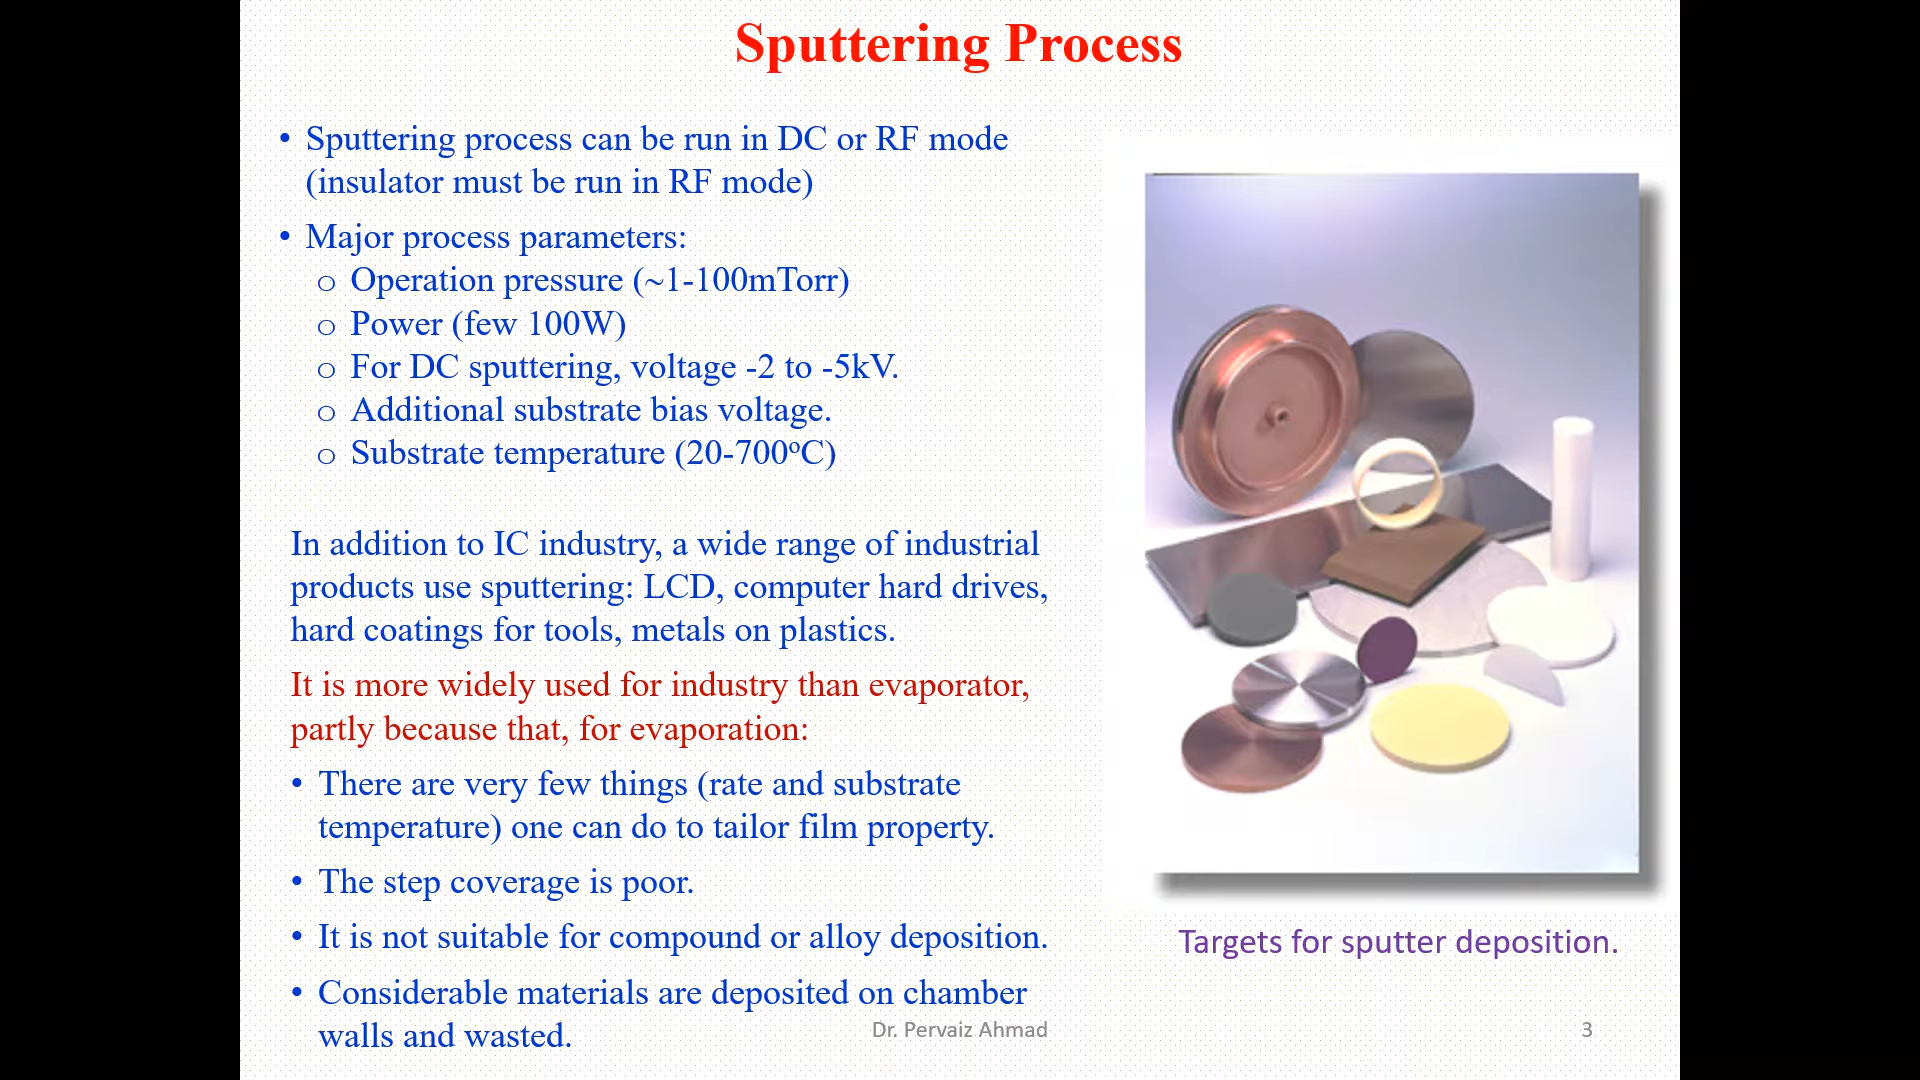 Sputtering Process
• Sputtering process can be run in DC or RF mode
(insulator must be run in RF mode)
• Major process parameters:
o Operation pressure (~1-100mTorr)
o Power (few 100W)
o For DC sputtering, voltage -2 to -5kV.
o Additional substrate bias voltage.
o Substrate temperature (20-700oC)
In addition to IC industry, a wide range of industrial
products use sputtering: LCD, computer hard drives,
hard coatings for tools, metals on plastics.
It is more widely used for industry than evaporator,
partly because that, for evaporation:
• There are very few things (rate and substrate
temperature) one can do to tailor film property.
• The step coverage is poor.
• It is not suitable for compound or alloy deposition.
• Considerable materials are deposited on chamber
walls and wasted.
Targets for sputter deposition.
Dr. Pervaiz Ahmad
3